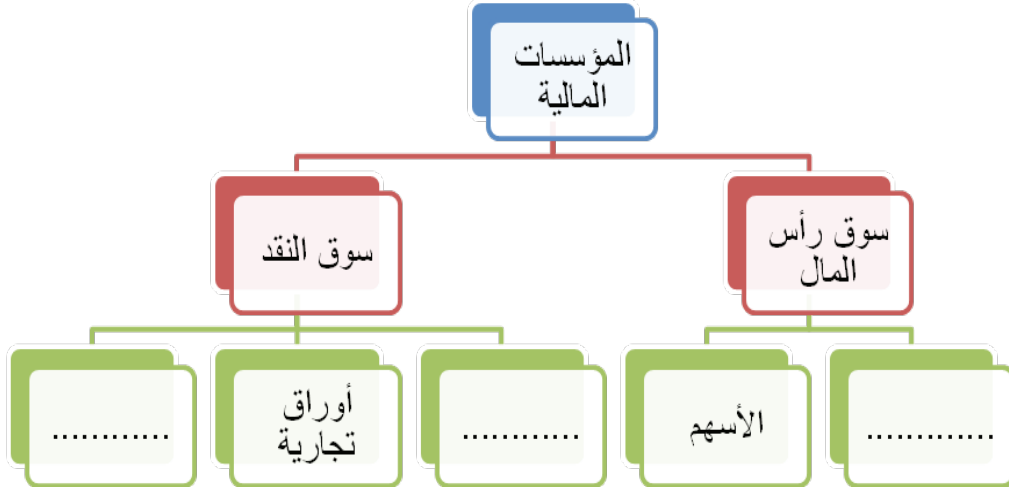 المؤسسات
المالية
سوق رأس
المال
سوق النقد
............
الأسهم
............
أوراق
تجارية
............